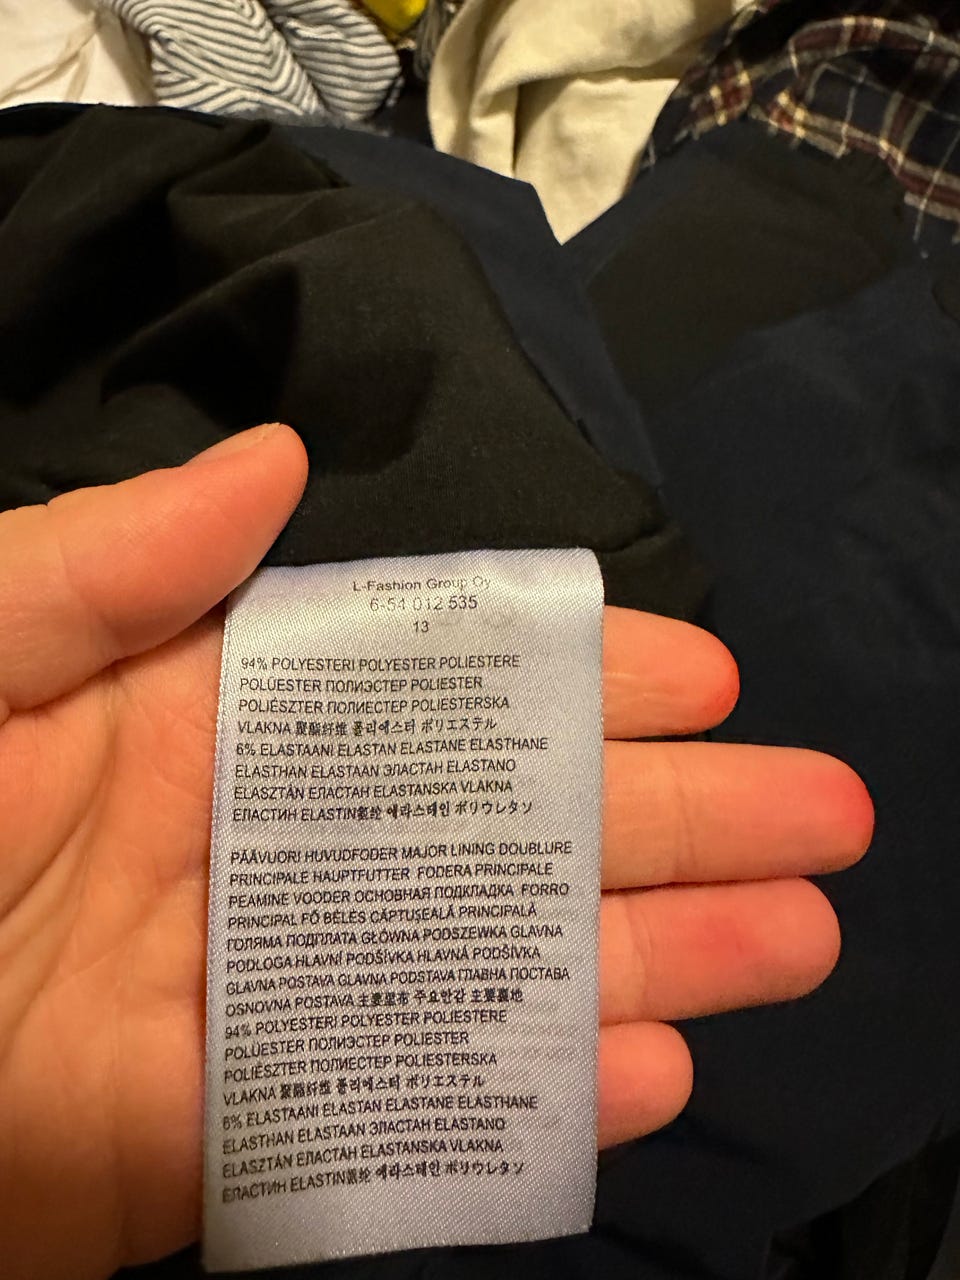 L-Fashion Group Oy
6-54 012 535
13
94% POLYESTERI POLYESTER POLIESTERE
POLÜESTER ПОЛИЭСТЕР POLIESTER
POLIÉSZTER ПОЛИЕСТЕР POLIESTERSKA
VLAKNA 聚酯纤维 폴리에스터 ポリエステル
6% ELASTAANI ELASTAN ELASTANE ELASTHANE
ELASTHAN ELASTAAN ЭЛАСТАН ELASTANO
ELASZTÁN ЕЛАСТАН ELASTANSKA VLAKNA
ЕЛАСТИН ELASTIN氨纶 에라스테인 ポリウレタン
PÄÄVUORI HUVUDFODER MAJOR LINING DOUBLURE
PRINCIPALE HAUPTFUTTER FODERA PRINCIPALE
PEAMINE VOODER ОСНОВНАЯ ПОДКЛАДКА FORRO
PRINCIPAL FŐ BÉLÉS CĂPTUŞEALĂ PRINCIPALĂ
ГОЛЯМА ПОДПЛАТА GŁÓWNA PODSZEWKA GLAVNA
PODLOGA HLAVNÍ PODŠÍVKA HLAVNÁ PODŠÍVKA
GLAVNA POSTAVA GLAVNA PODSTAVA ГЛАВНА ПОСТАВА
OSNOVNA POSTAVA 主要里布 주요안감 主要裏地
94% POLYESTERI POLYESTER POLIESTERE
POLÜESTER ПОЛИЭСТЕР POLIESTER
POLIÉSZTER ПОЛИЕСТЕР POLIESTERSKA
VLAKNA 聚酯纤维 폴리에스터 ポリエステル
6% ELASTAANI ELASTAN ELASTANE ELASTHANE
ELASTHAN ELASTAAN ЭЛАСТАН ELASTANO
ELASZTÁN ЕЛАСТАН ELASTANSKA VLAKNA
ЕЛАСТИН ELASTIN氨纶 에라스테인 ポリウレタン